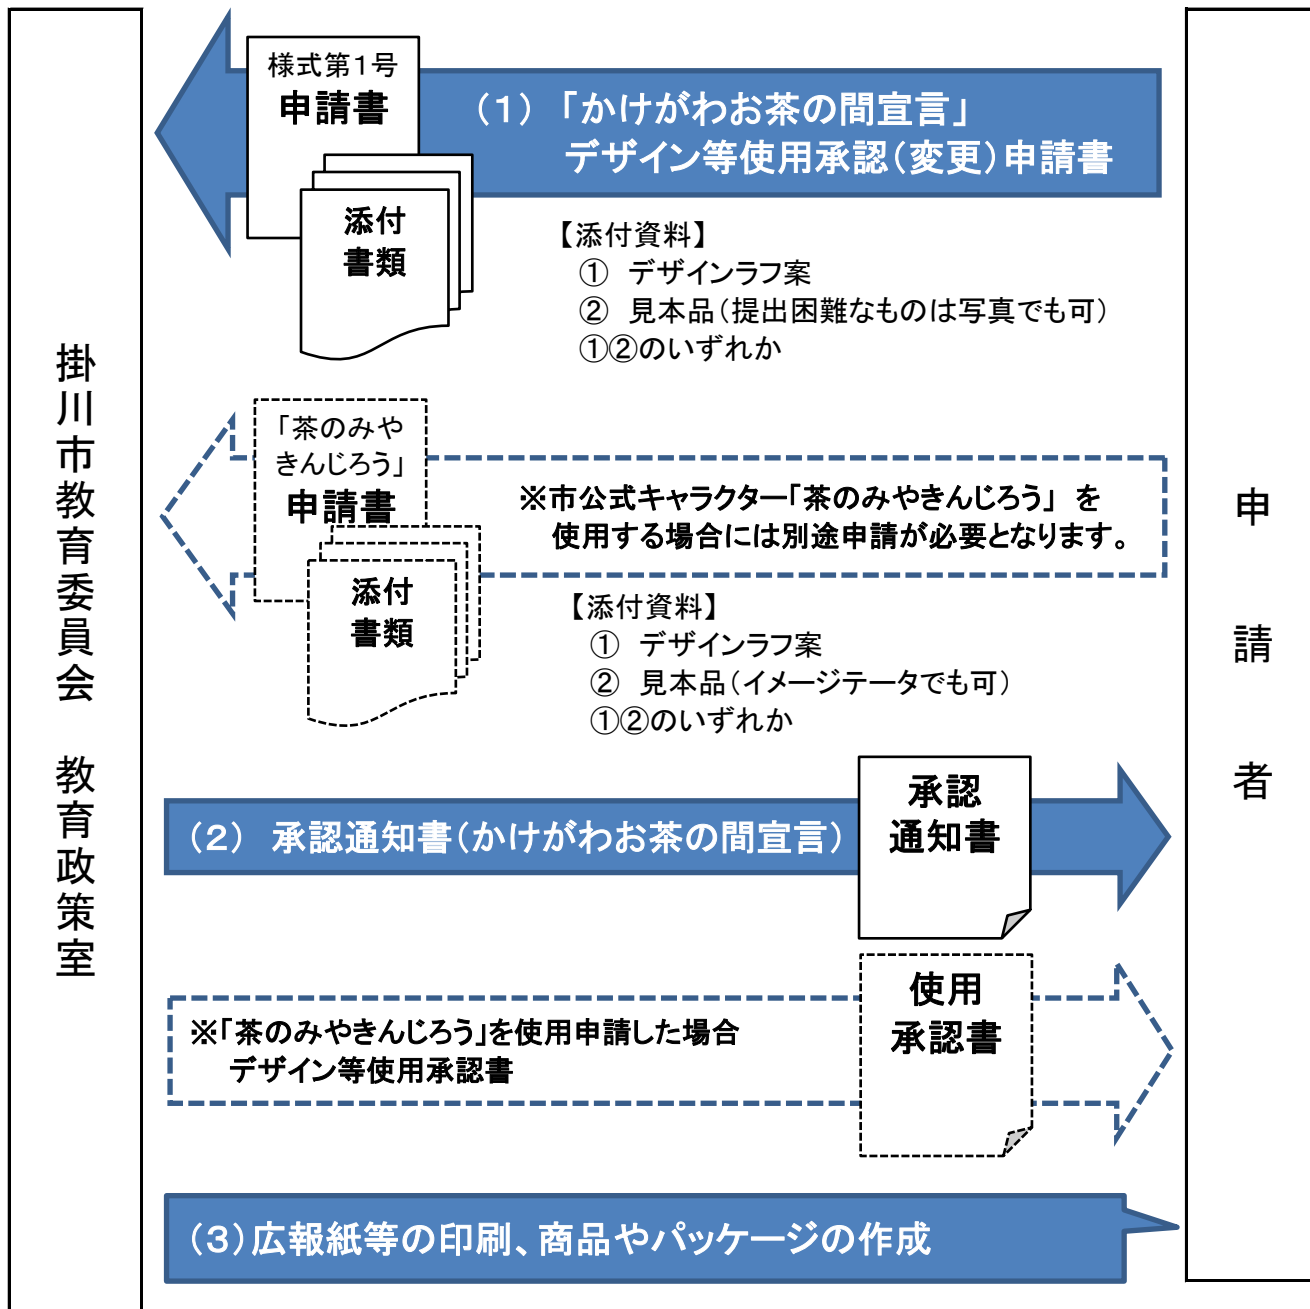 掛川市教育委員会　教育政策室
様式第１号
申請書
添付
書類
（１）「かけがわお茶の間宣言」
デザイン等使用承認（変更）申請書
【添付資料】
①　デザインラフ案
②　見本品（提出困難なものは写真でも可）
①②のいずれか
「茶のみや
きんじろう」
申請書
添付
書類
※市公式キャラクター「茶のみやきんじろう」を
使用する場合には別途申請が必要となります。
【添付資料】
①　デザインラフ案
②　見本品（イメージテータでも可）
①②のいずれか
（２）　承認通知書（かけがわお茶の間宣言）
承認
通知書
※「茶のみやきんじろう」を使用申請した場合
デザイン等使用承認書
使用
承認書
（３）広報紙等の印刷、商品やパッケージの作成
申請者